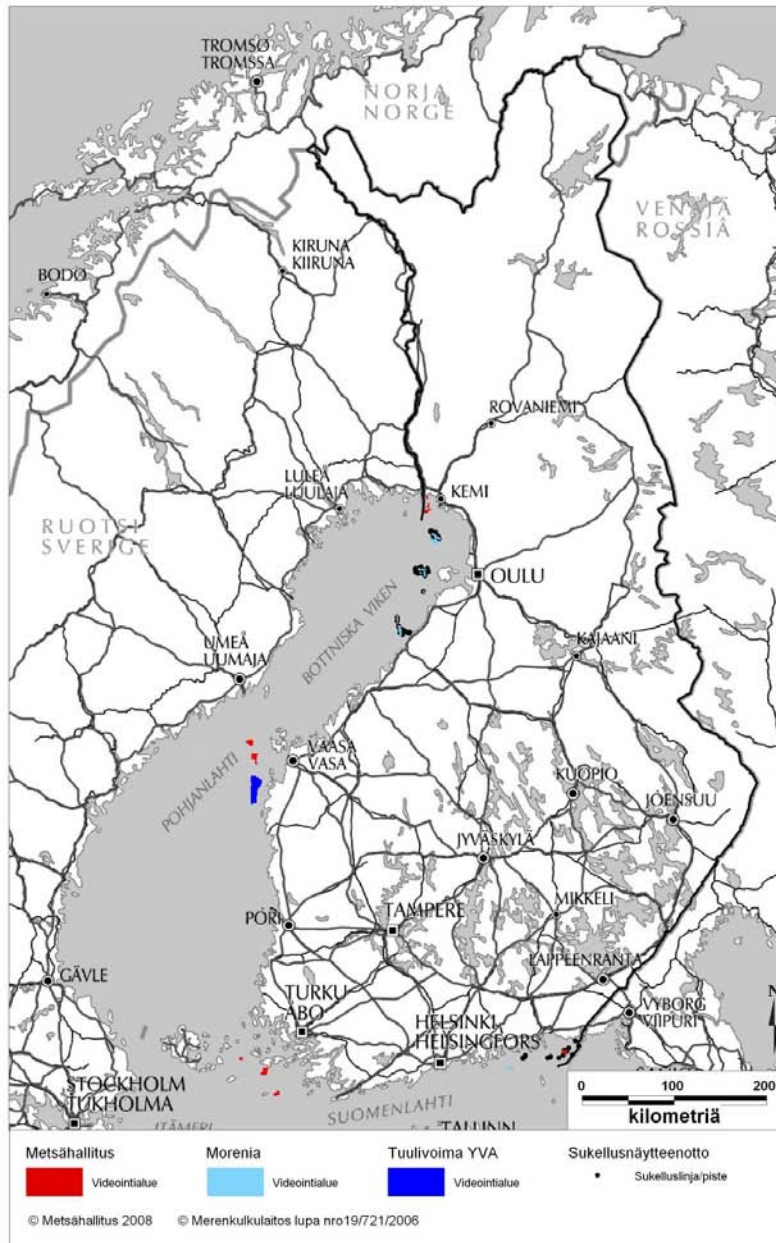 TROMSØ
TROMSSA
NORJA
NORGE
VENÄJÄ
ROSSIÄ
KIRUNA
KIIRUNA
BODØ
ROVANIEMI
LULEÅ
LUULAJA
KEMI
RUOTSI
SVERIGE
OULU
BOTTNISKA VIKEN
UMEÅ
UUMAJA
KAJAANI
POHJANLAHTI
VAASA
VASA
KUOPIO
JOENSUU
JYVÄSKYLÄ
MIKKELI
PORI
TAMPERE
LAPPEENRANTA
GÄVLE
TURKU
ÅBO
HELSINKI
HELSINGFORS
VYBORG
VIIPURI
N
STOCKHOLM
TUKHOLMA
SUOMENLAHTI
ITÄMERI
TALLINN
0 100 200
kilometriä
Metsähallitus Morenia Tuulivoima YVA Sukellusnäytteenotto
Videointialue Videointialue Videointialue Sukelluslinja/piste
© Metsähallitus 2008 © Merenkulkulaitos lupa nro19/721/2006